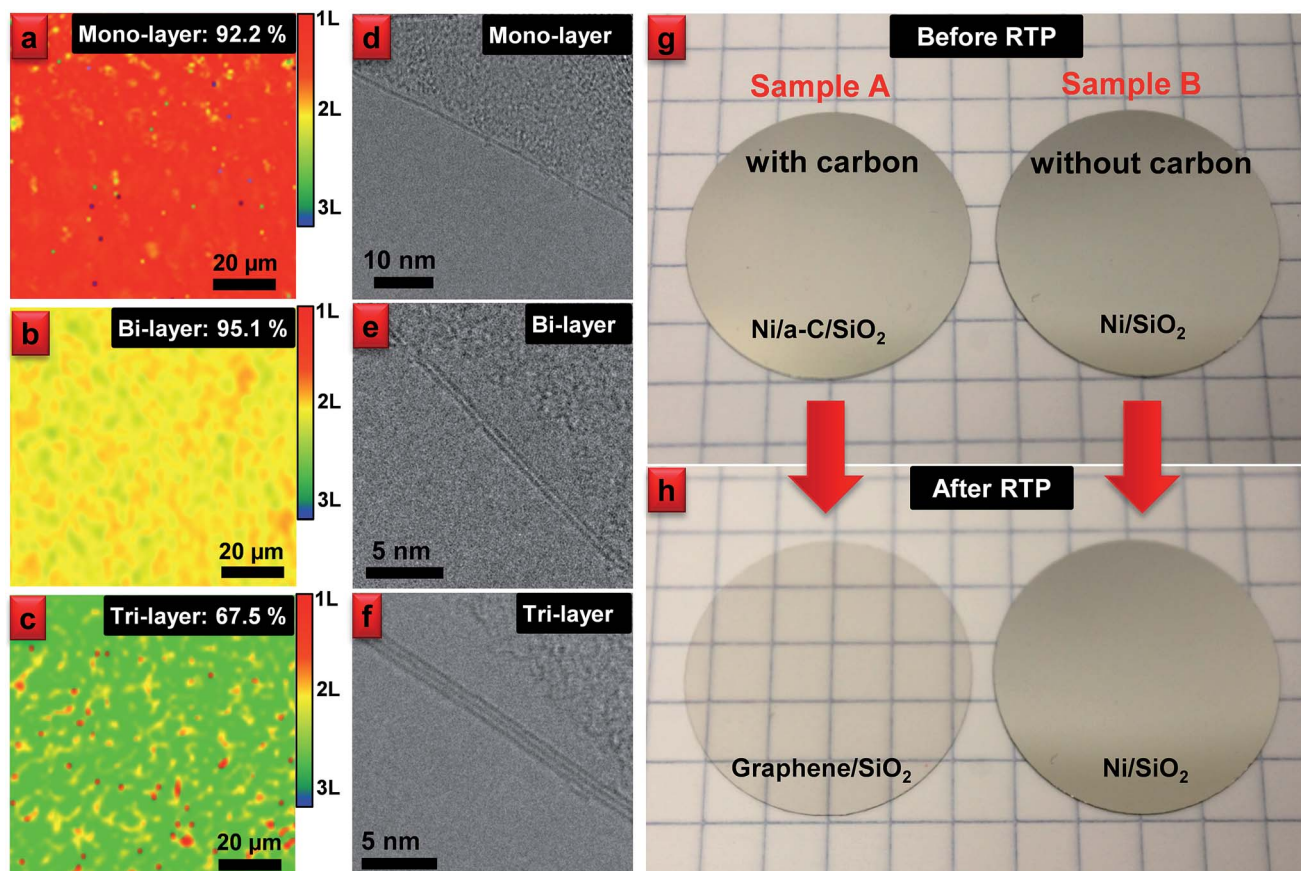 a
Mono-layer: 92.2 %
1L
2L
3L
20 µm
b
Bi-layer: 95.1 %
1L
2L
3L
20 µm
c
Tri-layer: 67.5 %
1L
2L
3L
20 µm
d
Mono-layer
10 nm
e
Bi-layer
5 nm
f
Tri-layer
5 nm
g
Before RTP
Sample A
Sample B
with carbon
without carbon
Ni/a-C/SiO₂
Ni/SiO₂
h
After RTP
Graphene/SiO₂
Ni/SiO₂